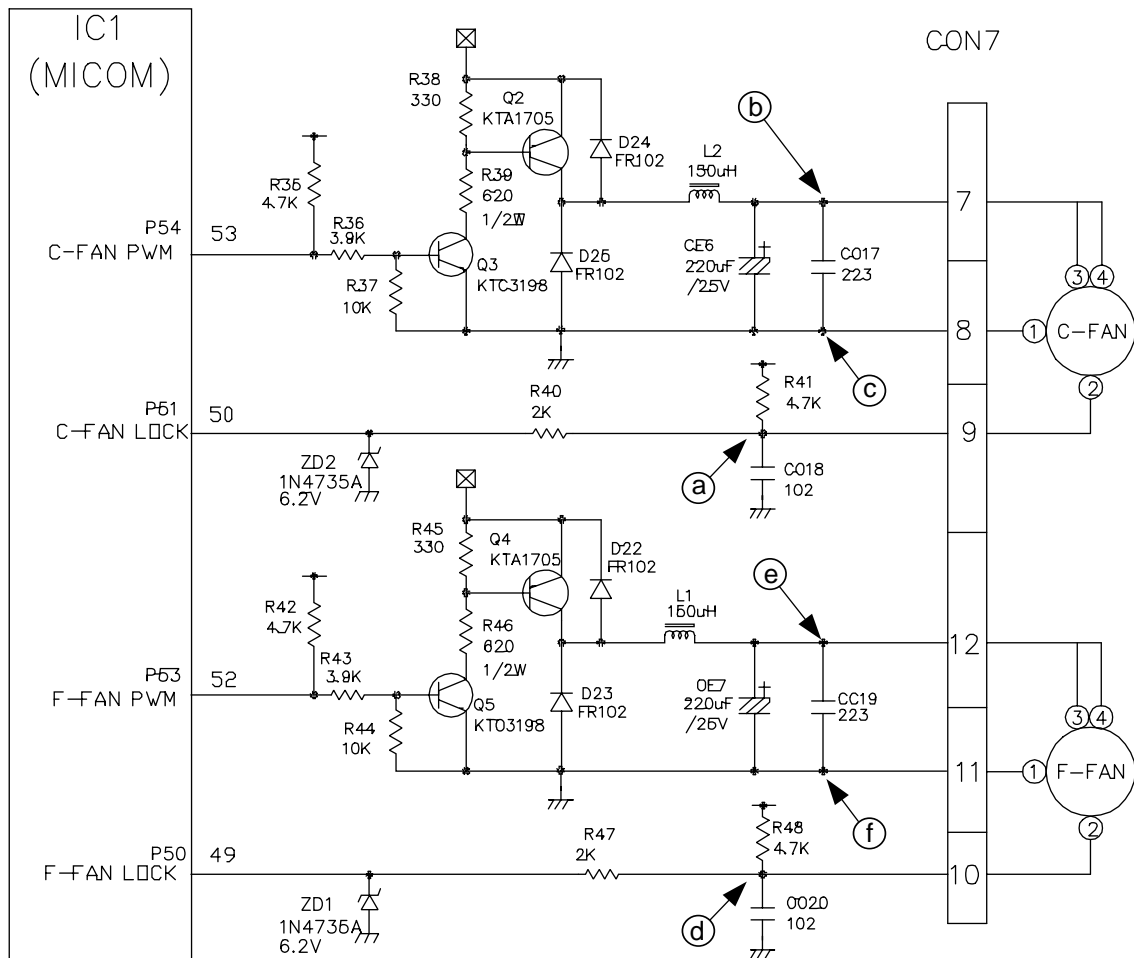 IC1
(MICOM)
CON7
R38
330
Q2
KTA1705
D24
FR102
b
L2
150uH
R35
4.7K
R39
620
1/2W
P54
53
C-FAN PWM
R36
3.9K
R37
10K
Q3
KTC3198
D25
FR102
CE6
220uF
/25V
CO17
223
7
3
4
C-FAN
1
8
2
c
R40
2K
R41
4.7K
P51
50
C-FAN LOCK
9
ZD2
1N4735A
6.2V
a
CO18
102
R45
330
Q4
KTA1705
D22
FR102
e
L1
150uH
R42
4.7K
R46
620
1/2W
12
P53
52
F-FAN PWM
R43
3.9K
R44
10K
Q5
KTO3198
D23
FR102
OE7
220uF
/25V
CC19
223
3
4
F-FAN
1
11
2
f
R47
2K
R48
4.7K
P50
49
F-FAN LOCK
10
ZD1
1N4735A
6.2V
d
OO20
102